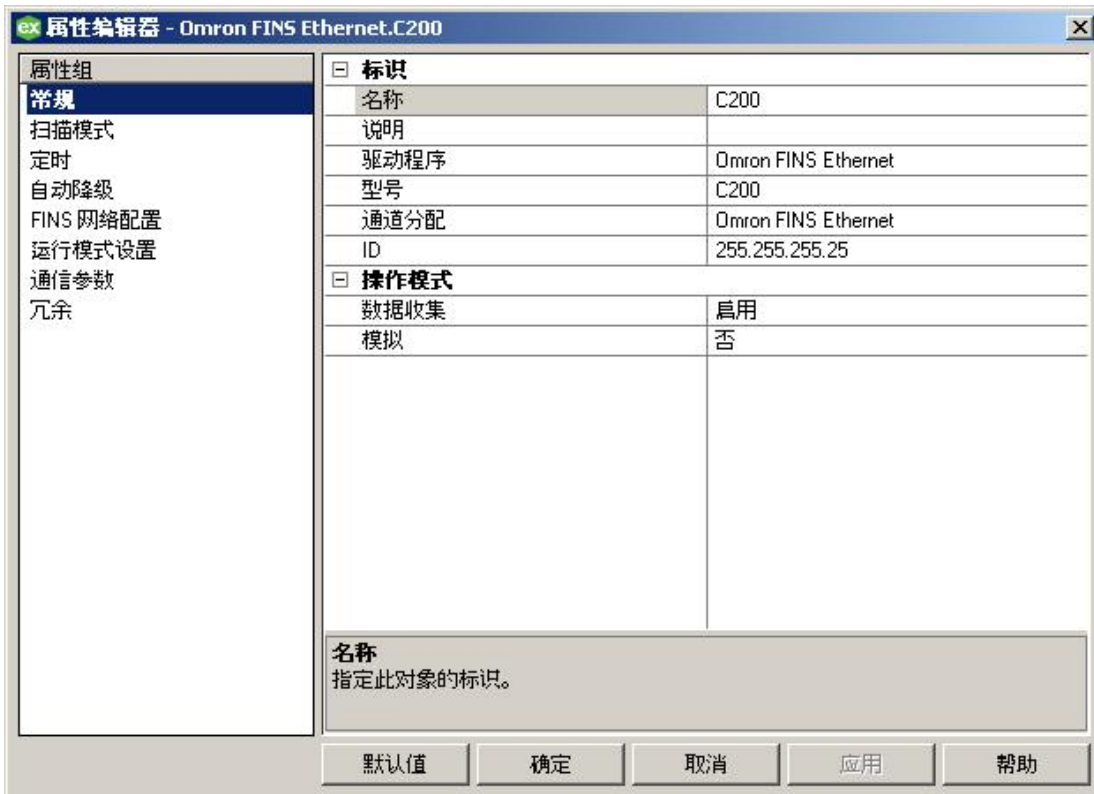 ex 属性编辑器 - Omron FINS Ethernet.C200
属性组
常规
扫描模式
定时
自动降级
FINS 网络配置
运行模式设置
通信参数
冗余
标识
名称 C200
说明
驱动程序 Omron FINS Ethernet
型号 C200
通道分配 Omron FINS Ethernet
ID 255.255.255.25
操作模式
数据收集 启用
模拟 否
名称
指定此对象的标识。
默认值 确定 取消 应用 帮助